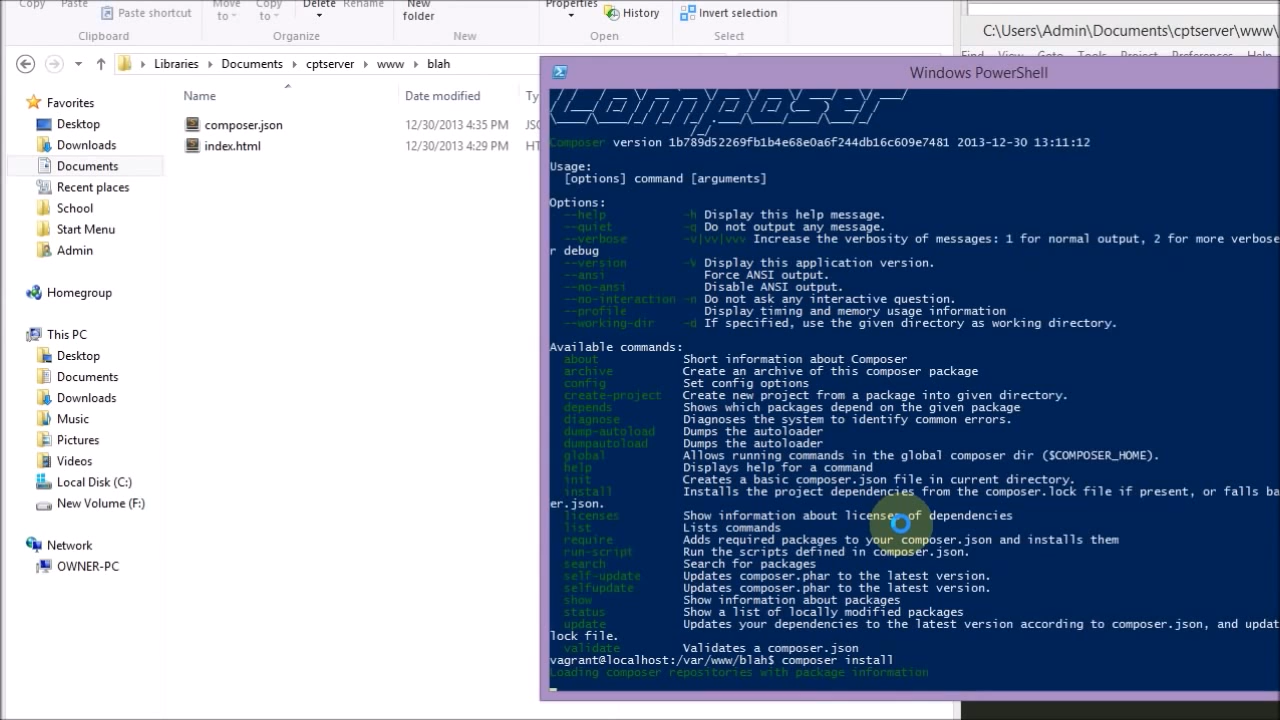 Copy
Paste
Paste shortcut
Move to
Copy to
Delete
Rename
New folder
Properties
History
Invert selection
Clipboard
Organize
New
Open
Select
Libraries
Documents
cptserver
www
blah
Name
Date modified
Ty
composer.json
12/30/2013 4:35 PM
JSC
index.html
12/30/2013 4:29 PM
HT
Favorites
Desktop
Downloads
Documents
Recent places
School
Start Menu
Admin
Homegroup
This PC
Desktop
Documents
Downloads
Music
Pictures
Videos
Local Disk (C:)
New Volume (F:)
Network
OWNER-PC
C:\Users\Admin\Documents\cptserver\www\
Find View Goto Tools Project Preferences Help
Windows PowerShell
Composer
Composer version 1b789d52269fb1b4e68e0a6f244db16c609e7481 2013-12-30 13:11:12
Usage:
[options] command [arguments]
Options:
--help -h Display this help message.
--quiet -q Do not output any message.
--verbose -v|vv|vvv Increase the verbosity of messages: 1 for normal output, 2 for more verbose
r debug
--version -V Display this application version.
--ansi Force ANSI output.
--no-ansi Disable ANSI output.
--no-interaction -n Do not ask any interactive question.
--profile Display timing and memory usage information
--working-dir -d If specified, use the given directory as working directory.
Available commands:
about Short information about Composer
archive Create an archive of this composer package
config Set config options
create-project Create new project from a package into given directory.
depends Shows which packages depend on the given package
diagnose Diagnoses the system to identify common errors.
dump-autoload Dumps the autoloader
dumpautoload Dumps the autoloader
global Allows running commands in the global composer dir ($COMPOSER_HOME).
help Displays help for a command
init Creates a basic composer.json file in current directory.
install Installs the project dependencies from the composer.lock file if present, or falls ba
er.json.
licenses Show information about licenses of dependencies
list Lists commands
require Adds required packages to your composer.json and installs them
run-script Run the scripts defined in composer.json.
search Search for packages
self-update Updates composer.phar to the latest version.
selfupdate Updates composer.phar to the latest version.
show Show information about packages
status Show a list of locally modified packages
update Updates your dependencies to the latest version according to composer.json, and updat
lock file.
validate Validates a composer.json
vagrant@localhost:/var/www/blah$ composer install
Loading composer repositories with package information